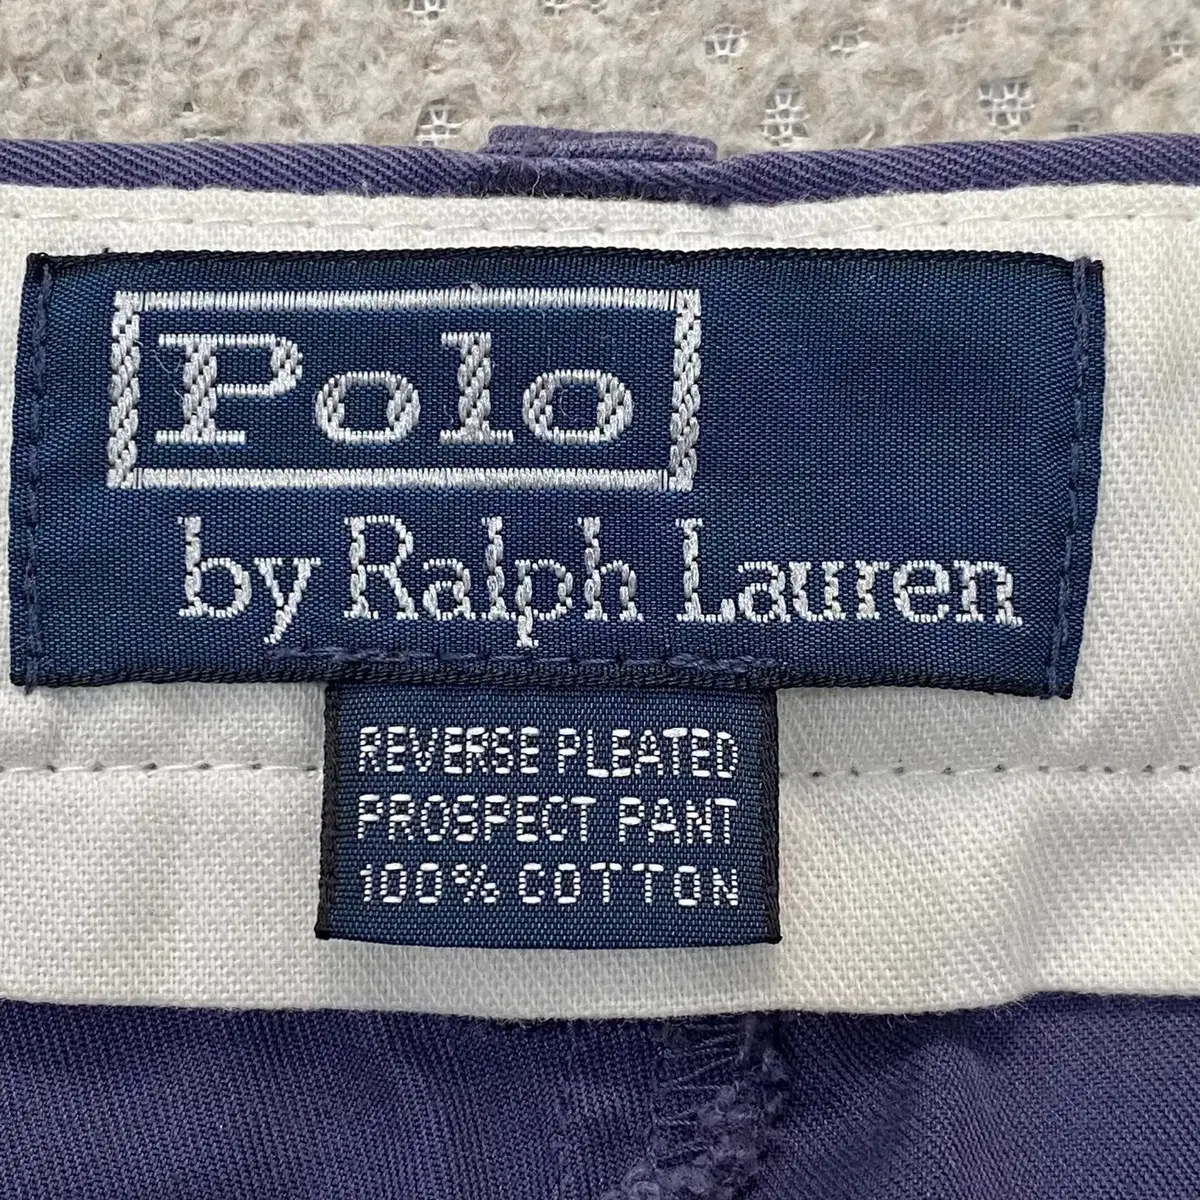 Polo
by Ralph Lauren
REVERSE PLEATED
PROSPECT PANT
100% COTTON